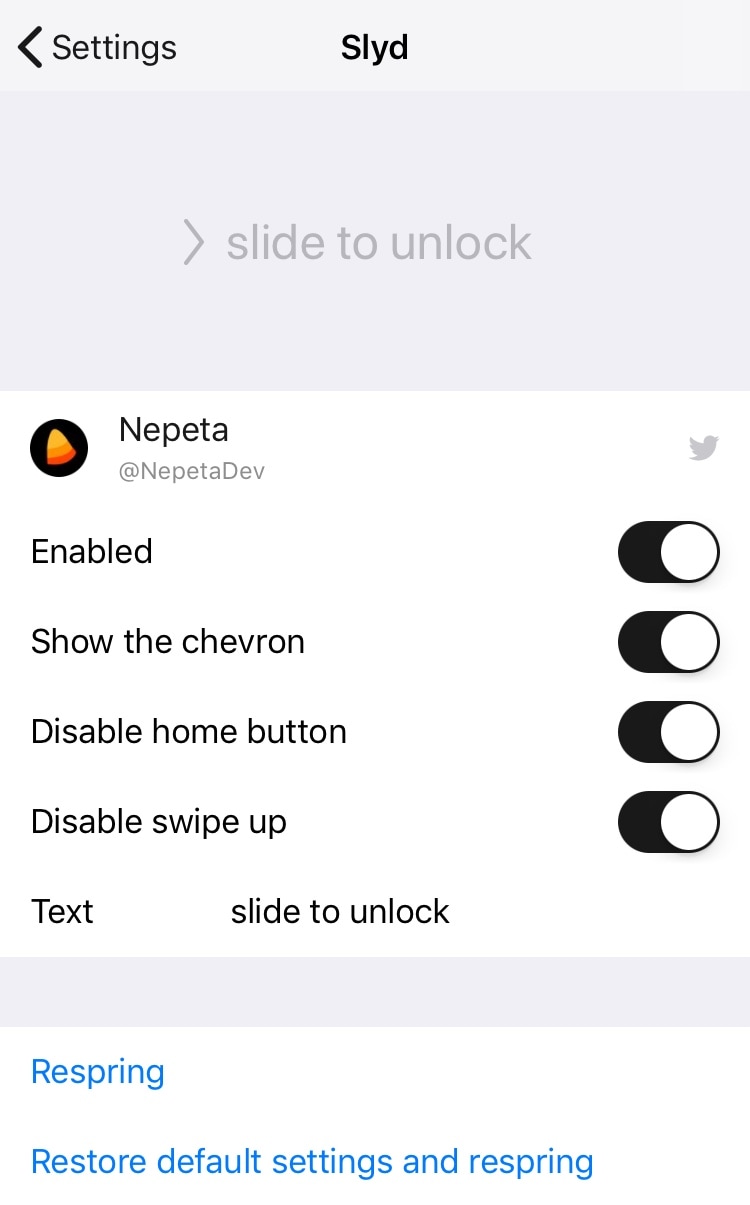 Settings
Slyd
slide to unlock
Nepeta
@NepetaDev
Enabled
Show the chevron
Disable home button
Disable swipe up
Text slide to unlock
Respring
Restore default settings and respring